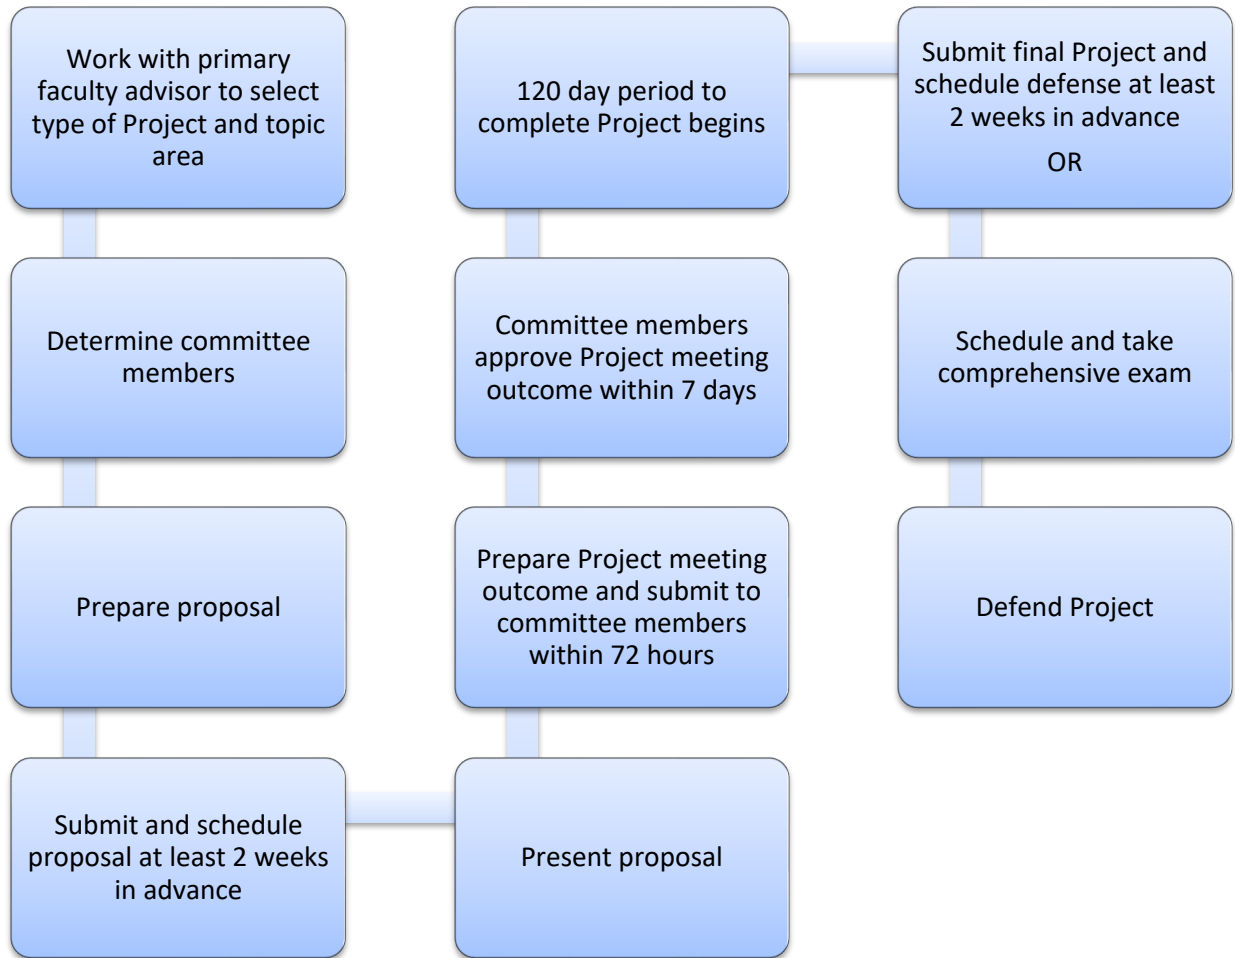 Work with primary
faculty advisor to select
type of Project and topic
area
Determine committee
members
Prepare proposal
Submit and schedule
proposal at least 2 weeks
in advance
Present proposal
Prepare Project meeting
outcome and submit to
committee members
within 72 hours
Committee members
approve Project meeting
outcome within 7 days
120 day period to
complete Project begins
Submit final Project and
schedule defense at least
2 weeks in advance
OR
Schedule and take
comprehensive exam
Defend Project